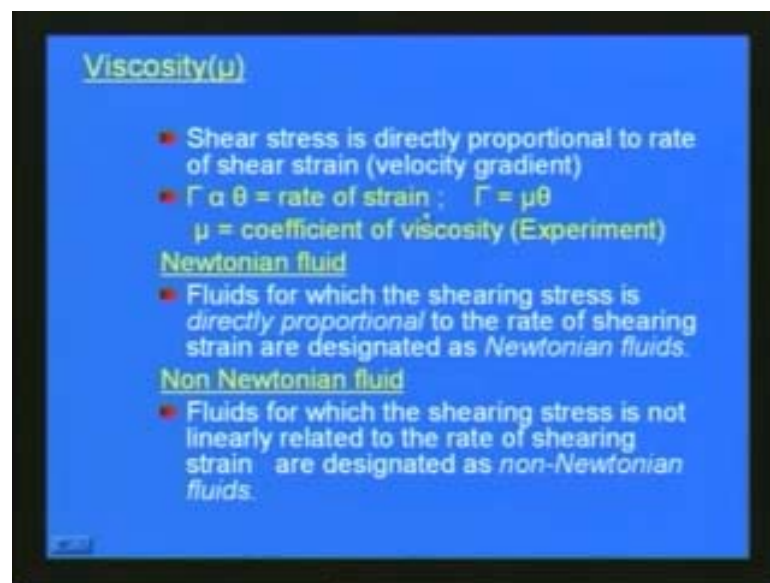 Viscosity(μ)
Shear stress is directly proportional to rate
of shear strain (velocity gradient)
Γ α θ = rate of strain ; Γ = μθ
μ = coefficient of viscosity (Experiment)
Newtonian fluid
Fluids for which the shearing stress is
directly proportional to the rate of shearing
strain are designated as Newtonian fluids.
Non Newtonian fluid
Fluids for which the shearing stress is not
linearly related to the rate of shearing
strain are designated as non-Newtonian
fluids.